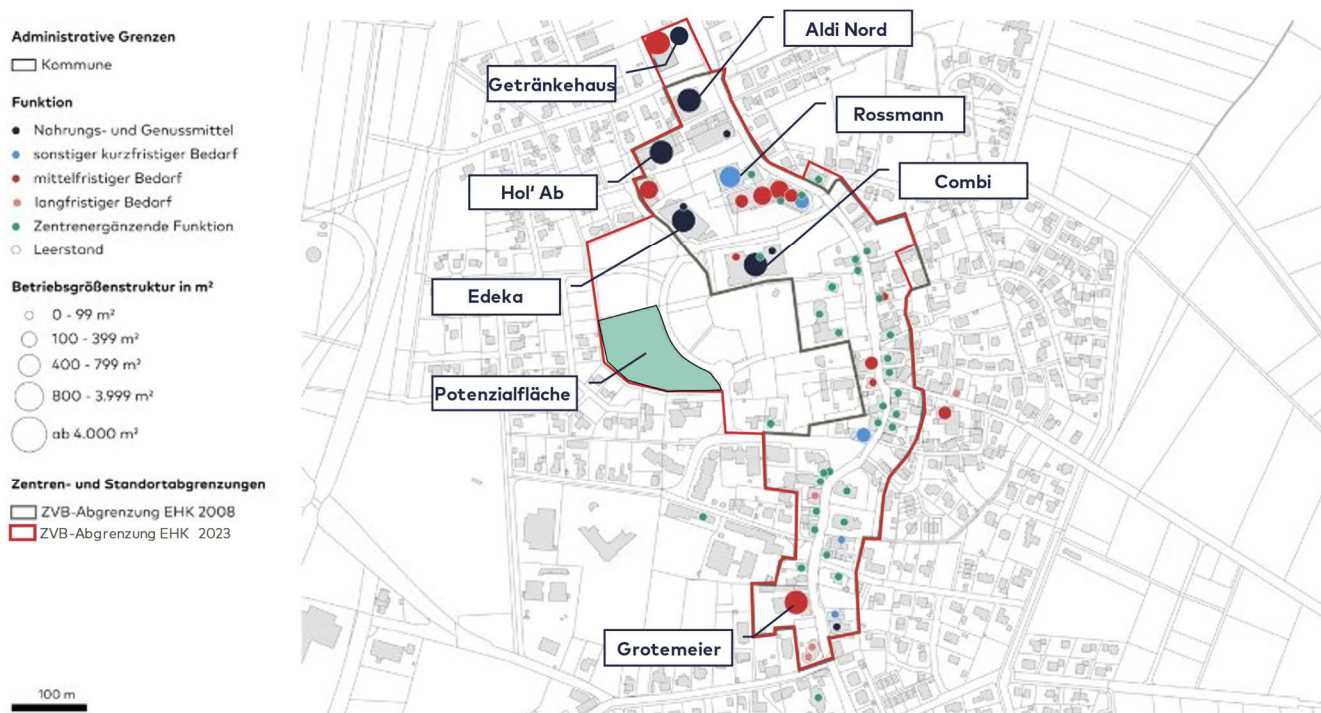 Administrative Grenzen
Kommune
Funktion
Nahrungs- und Genussmittel
sonstiger kurzfristiger Bedarf
mittelfristiger Bedarf
langfristiger Bedarf
Zentrenergänzende Funktion
Leerstand
Betriebsgrößenstruktur in m²
0 - 99 m²
100 - 399 m²
400 - 799 m²
800 - 3.999 m²
ab 4.000 m²
Zentren- und Standortabgrenzungen
ZVB-Abgrenzung EHK 2008
ZVB-Abgrenzung EHK 2023
100 m
Aldi Nord
Getränkehaus
Rossmann
Hol' Ab
Combi
Edeka
Potenzialfläche
Grotemeier